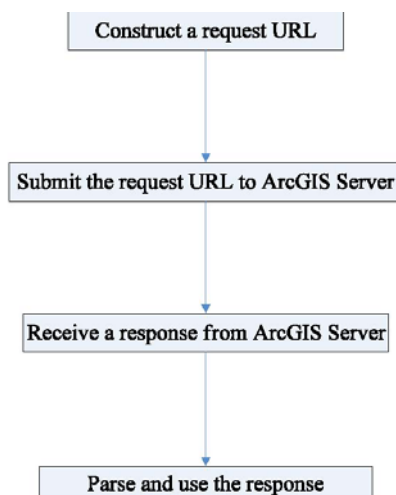 Construct a request URL
Submit the request URL to ArcGIS Server
Receive a response from ArcGIS Server
Parse and use the response